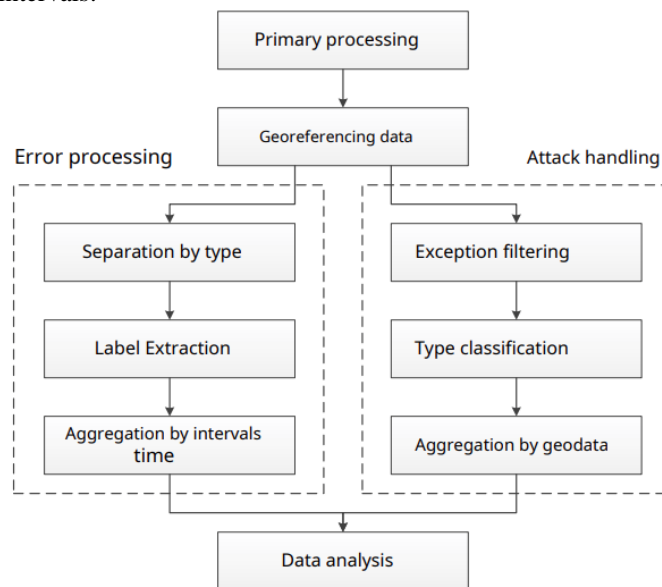 intervals.
Primary processing
Georeferencing data
Error processing
Attack handling
Separation by type
Exception filtering
Label Extraction
Type classification
Aggregation by intervals
time
Aggregation by geodata
Data analysis